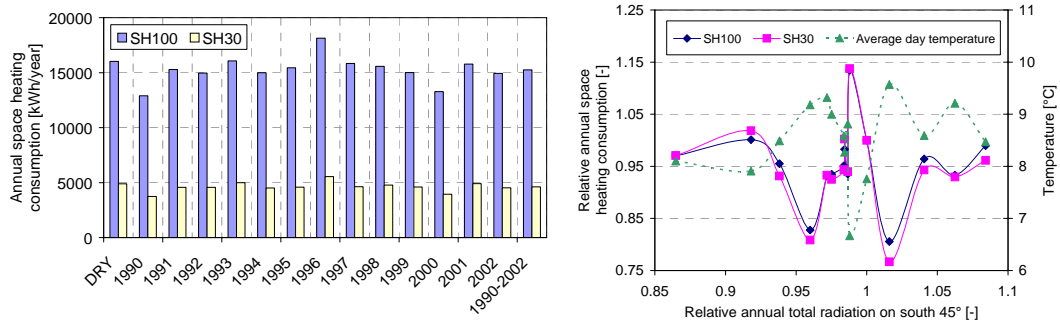 Annual space heating
consumption [kWh/year]
20000
15000
10000
5000
0
SH100 SH30
DRY 1990 1991 1992 1993 1994 1995 1996 1997 1998 1999 2000 2001 2002 1990-2002
Relative annual space
heating consumption [-]
1.25
1.15
1.05
0.95
0.85
0.75
SH100 SH30 Average day temperature
11
10
9
8
7
6
Temperature [°C]
0.85 0.95 1 1.05 1.1
Relative annual total radiation on south 45° [-]